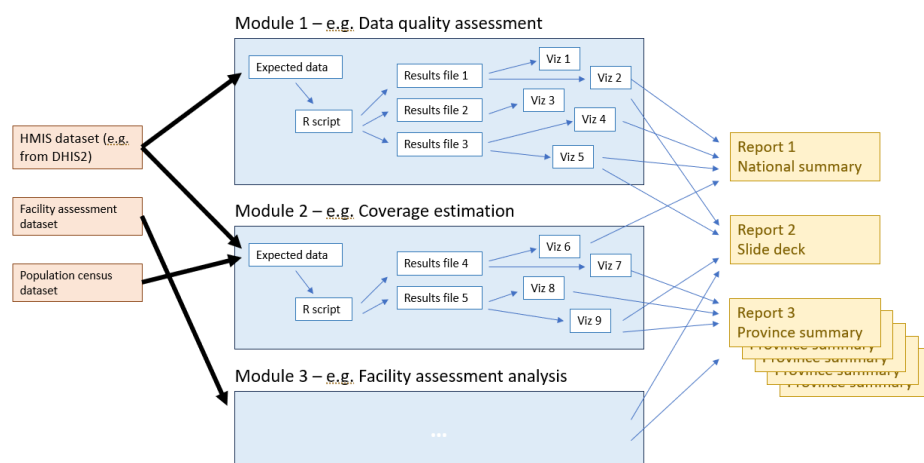 Module 1 – e.g. Data quality assessment
Expected data
R script
Results file 1
Results file 2
Results file 3
Viz 1
Viz 2
Viz 3
Viz 4
Viz 5
HMIS dataset (e.g.
from DHIS2)
Facility assessment
dataset
Population census
dataset
Module 2 – e.g. Coverage estimation
Expected data
R script
Results file 4
Results file 5
Viz 6
Viz 7
Viz 8
Viz 9
Module 3 – e.g. Facility assessment analysis
...
Report 1
National summary
Report 2
Slide deck
Report 3
Province summary
Province summary
Province summary
Province summary
Province summary